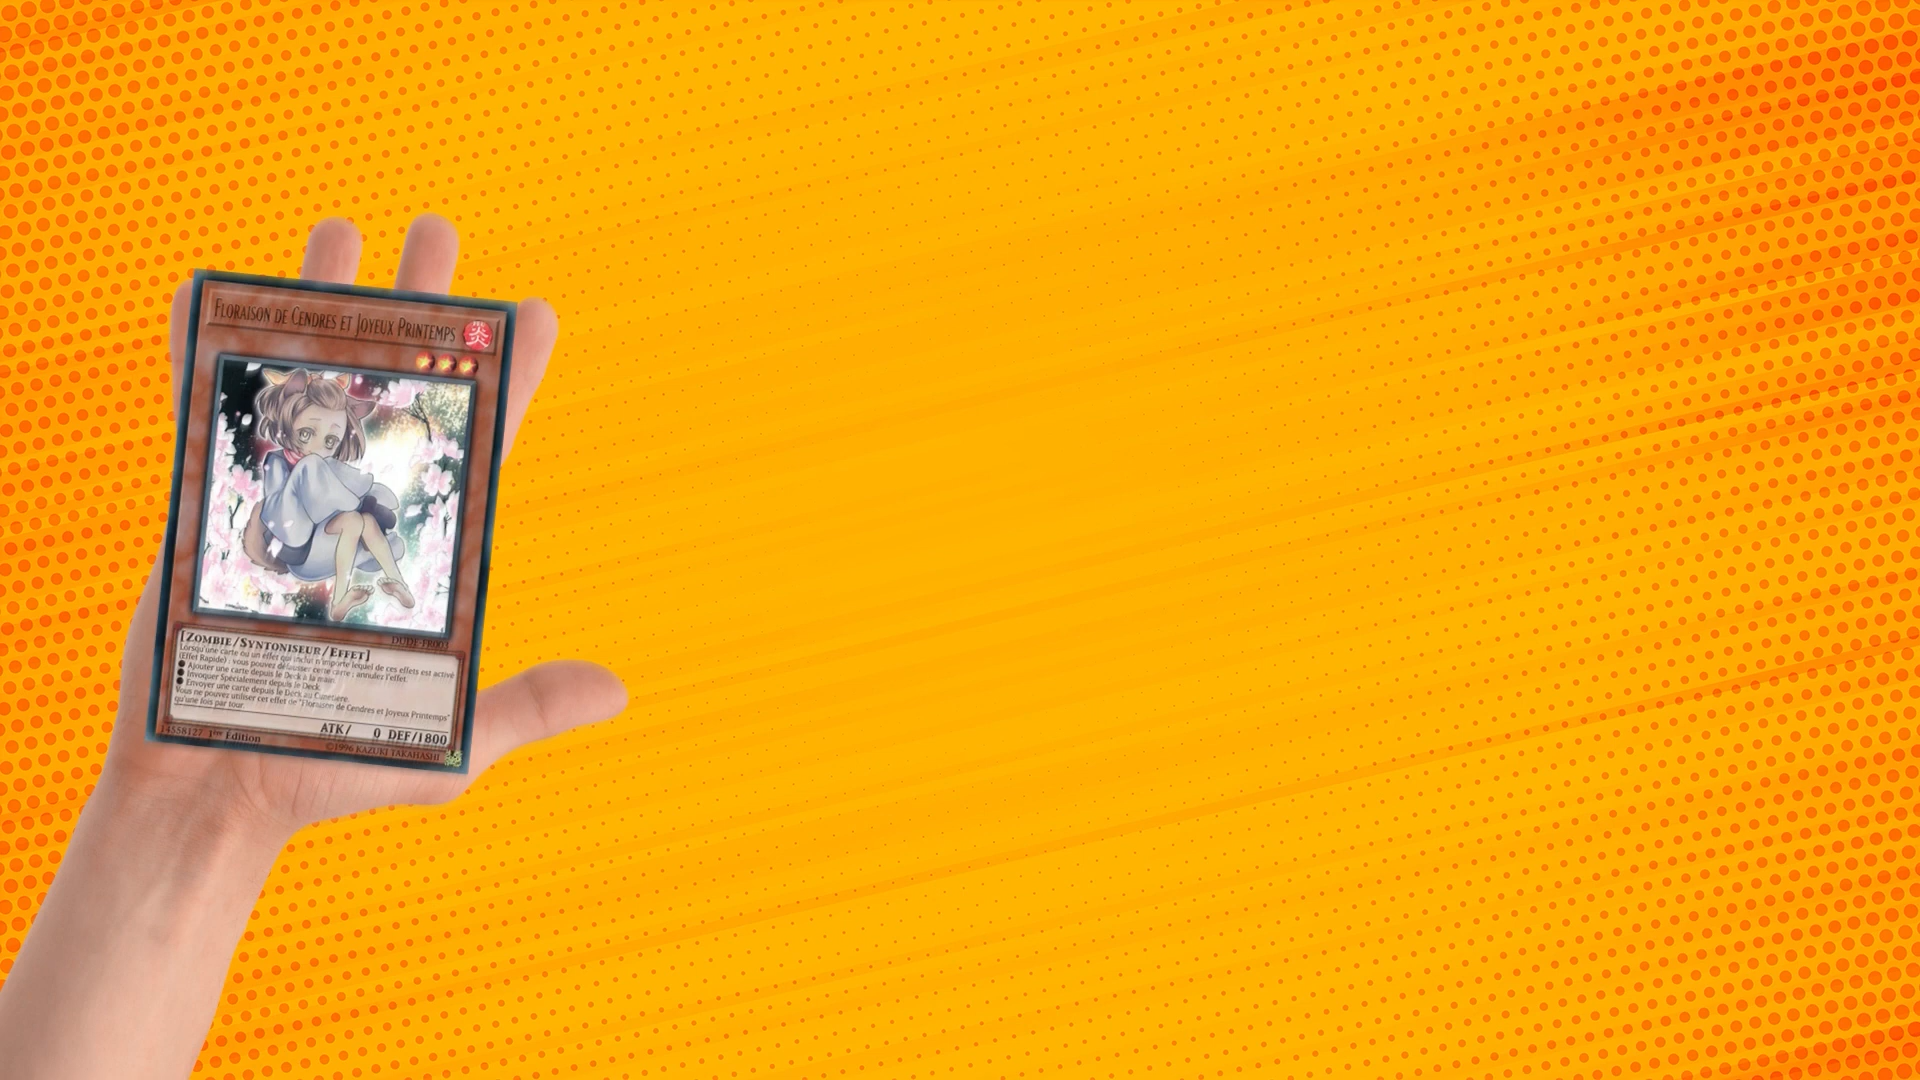 Floraison de Cendres et Joyeux Printemps
炎
DUDE-FR003
[Zombie/Syntoniseur/Effet]
Lorsqu'une carte ou un effet qui inclut n'importe lequel de ces effets est activé
(Effet Rapide) : vous pouvez défausser cette carte ; annulez l'effet.
● Ajouter une carte depuis le Deck à la main.
● Invoquer Spécialement depuis le Deck.
● Envoyer une carte depuis le Deck au Cimetière.
Vous ne pouvez utiliser cet effet de "Floraison de Cendres et Joyeux Printemps"
qu'une fois par tour.
ATK/ 0 DEF/1800
14558127 1ère Édition
©1996 KAZUKI TAKAHASHI